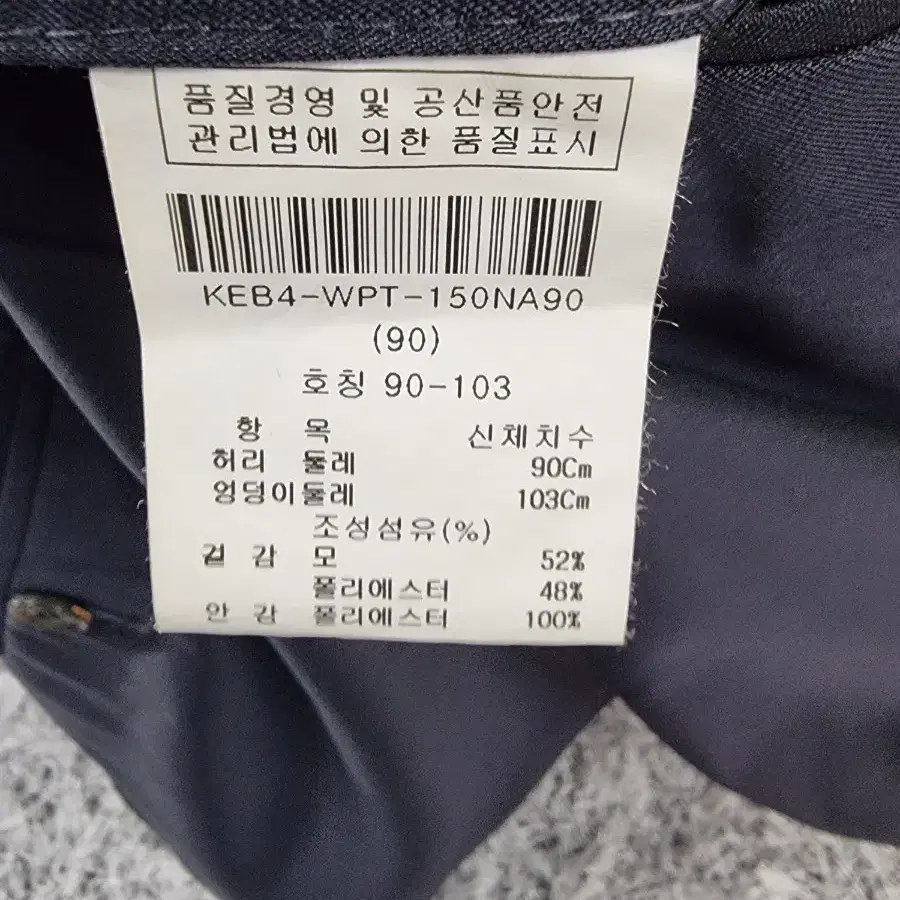 품질경영 및 공산품안전
관리법에 의한 품질표시
KEB4-WPT-150NA90
(90)
호칭 90-103
항 목 신체치수
허리 둘레 90Cm
엉덩이둘레 103Cm
조성섬유(%)
겉 감 모 52%
폴리에스터 48%
안 감 폴리에스터 100%